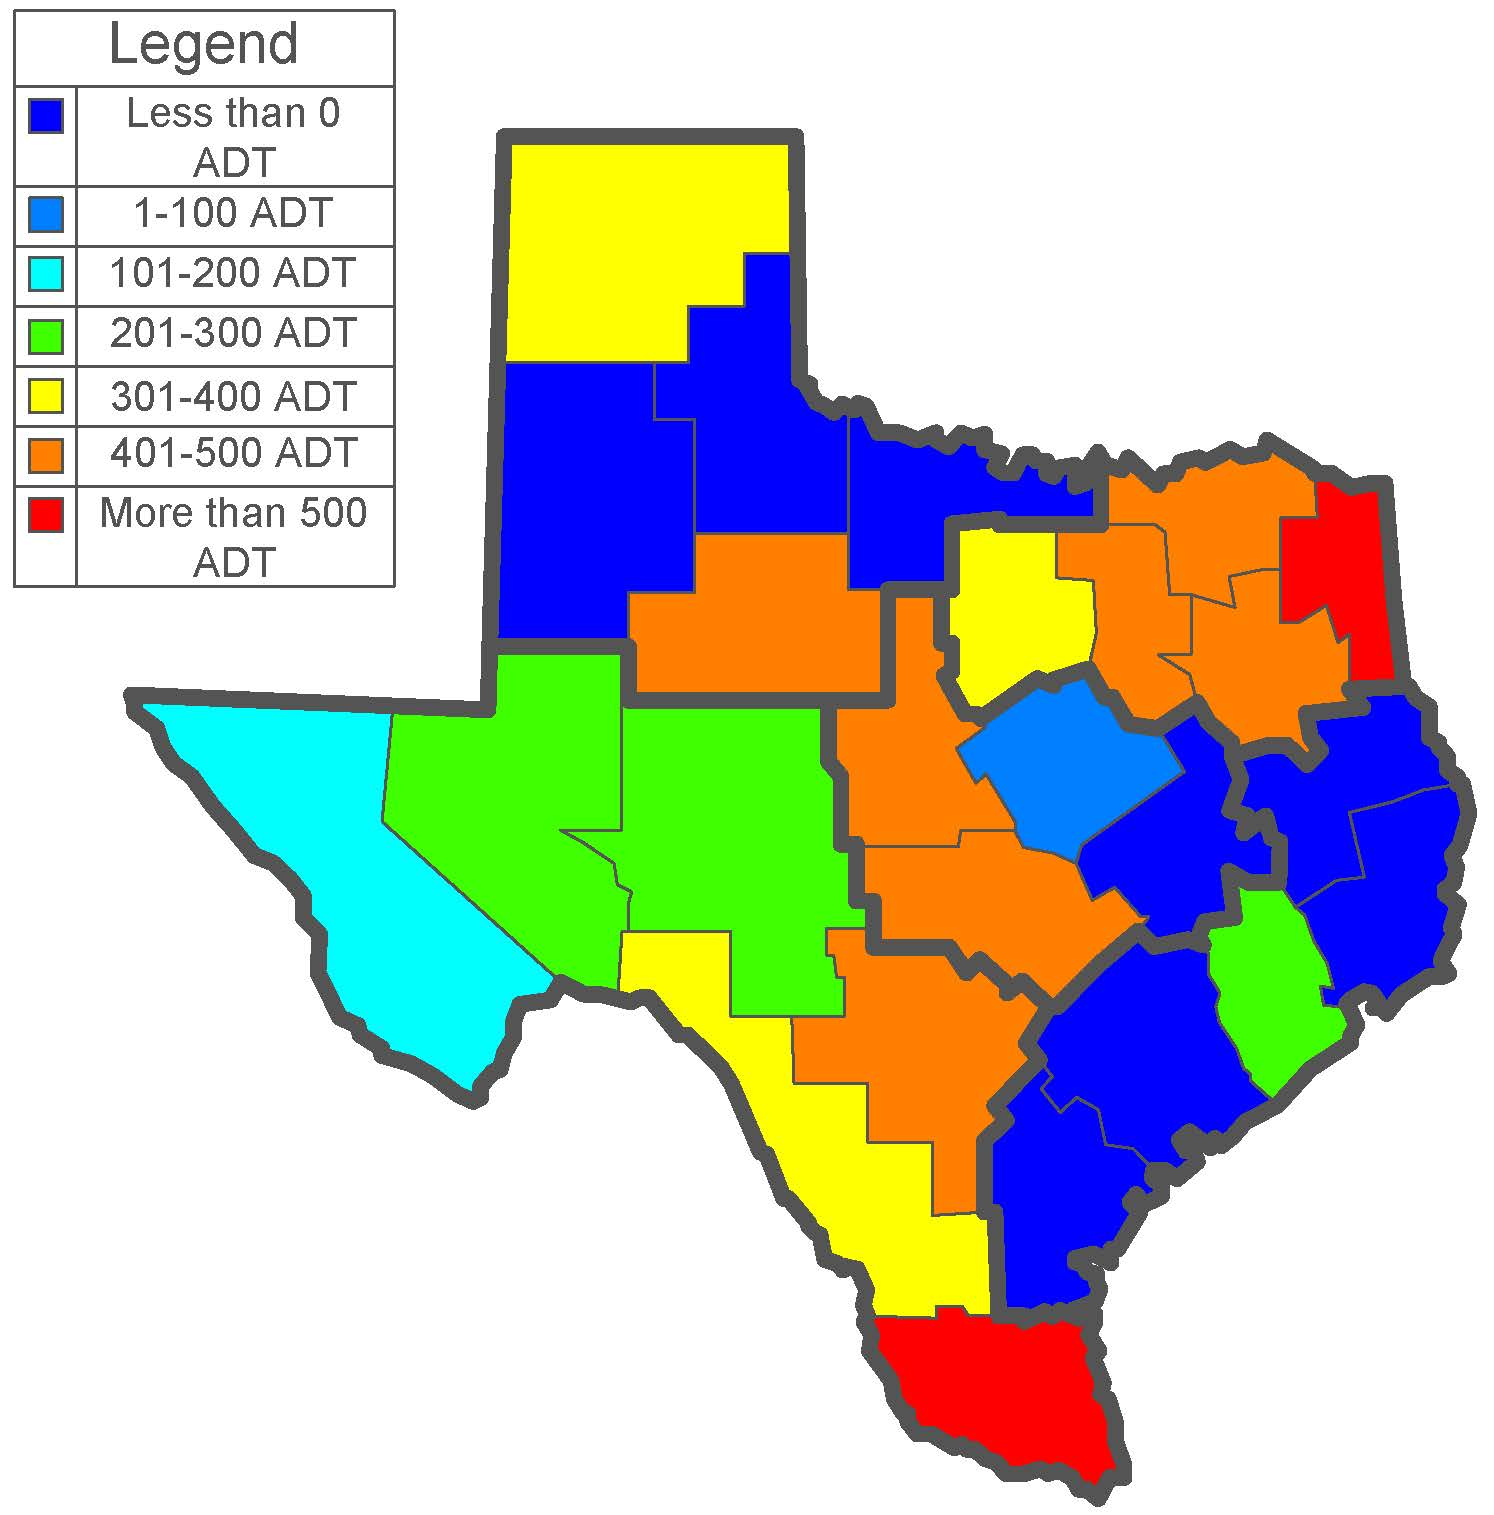 Legend
Less than 0
ADT
1-100 ADT
101-200 ADT
201-300 ADT
301-400 ADT
401-500 ADT
More than 500
ADT